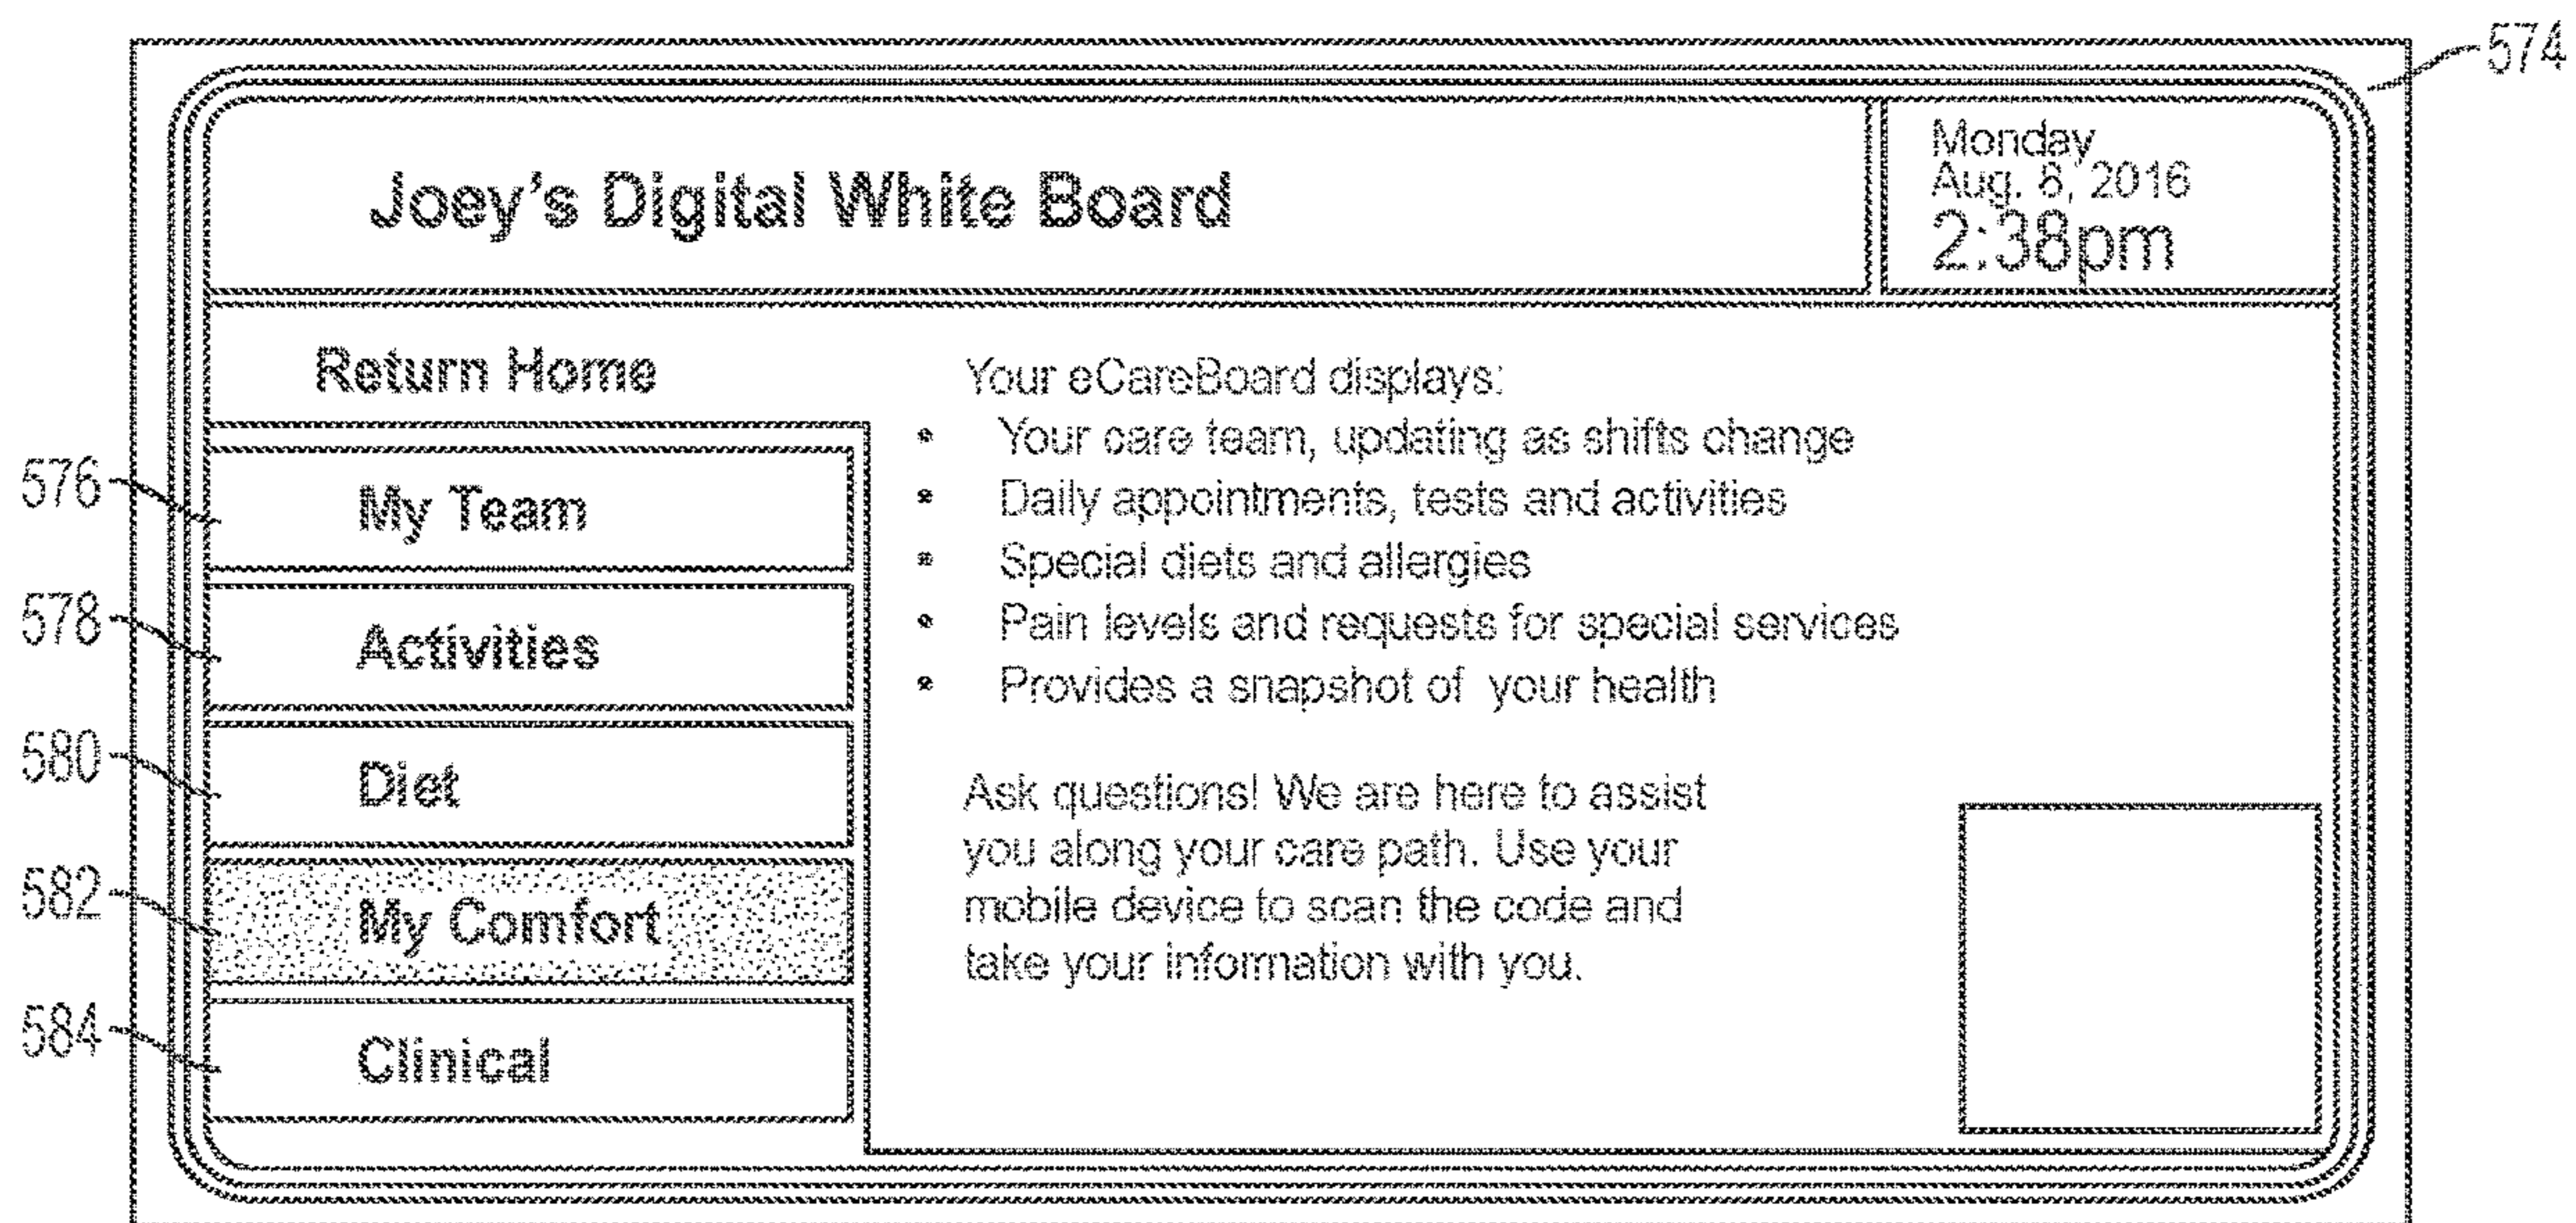 574
Joey's Digital White Board
Monday
Aug. 8, 2016
2:38pm
Return Home
576
My Team
578
Activities
580
Diet
582
My Comfort
584
Clinical
Your eCareBoard displays:
• Your care team, updating as shifts change
• Daily appointments, tests and activities
• Special diets and allergies
• Pain levels and requests for special services
• Provides a snapshot of your health
Ask questions! We are here to assist
you along your care path. Use your
mobile device to scan the code and
take your information with you.